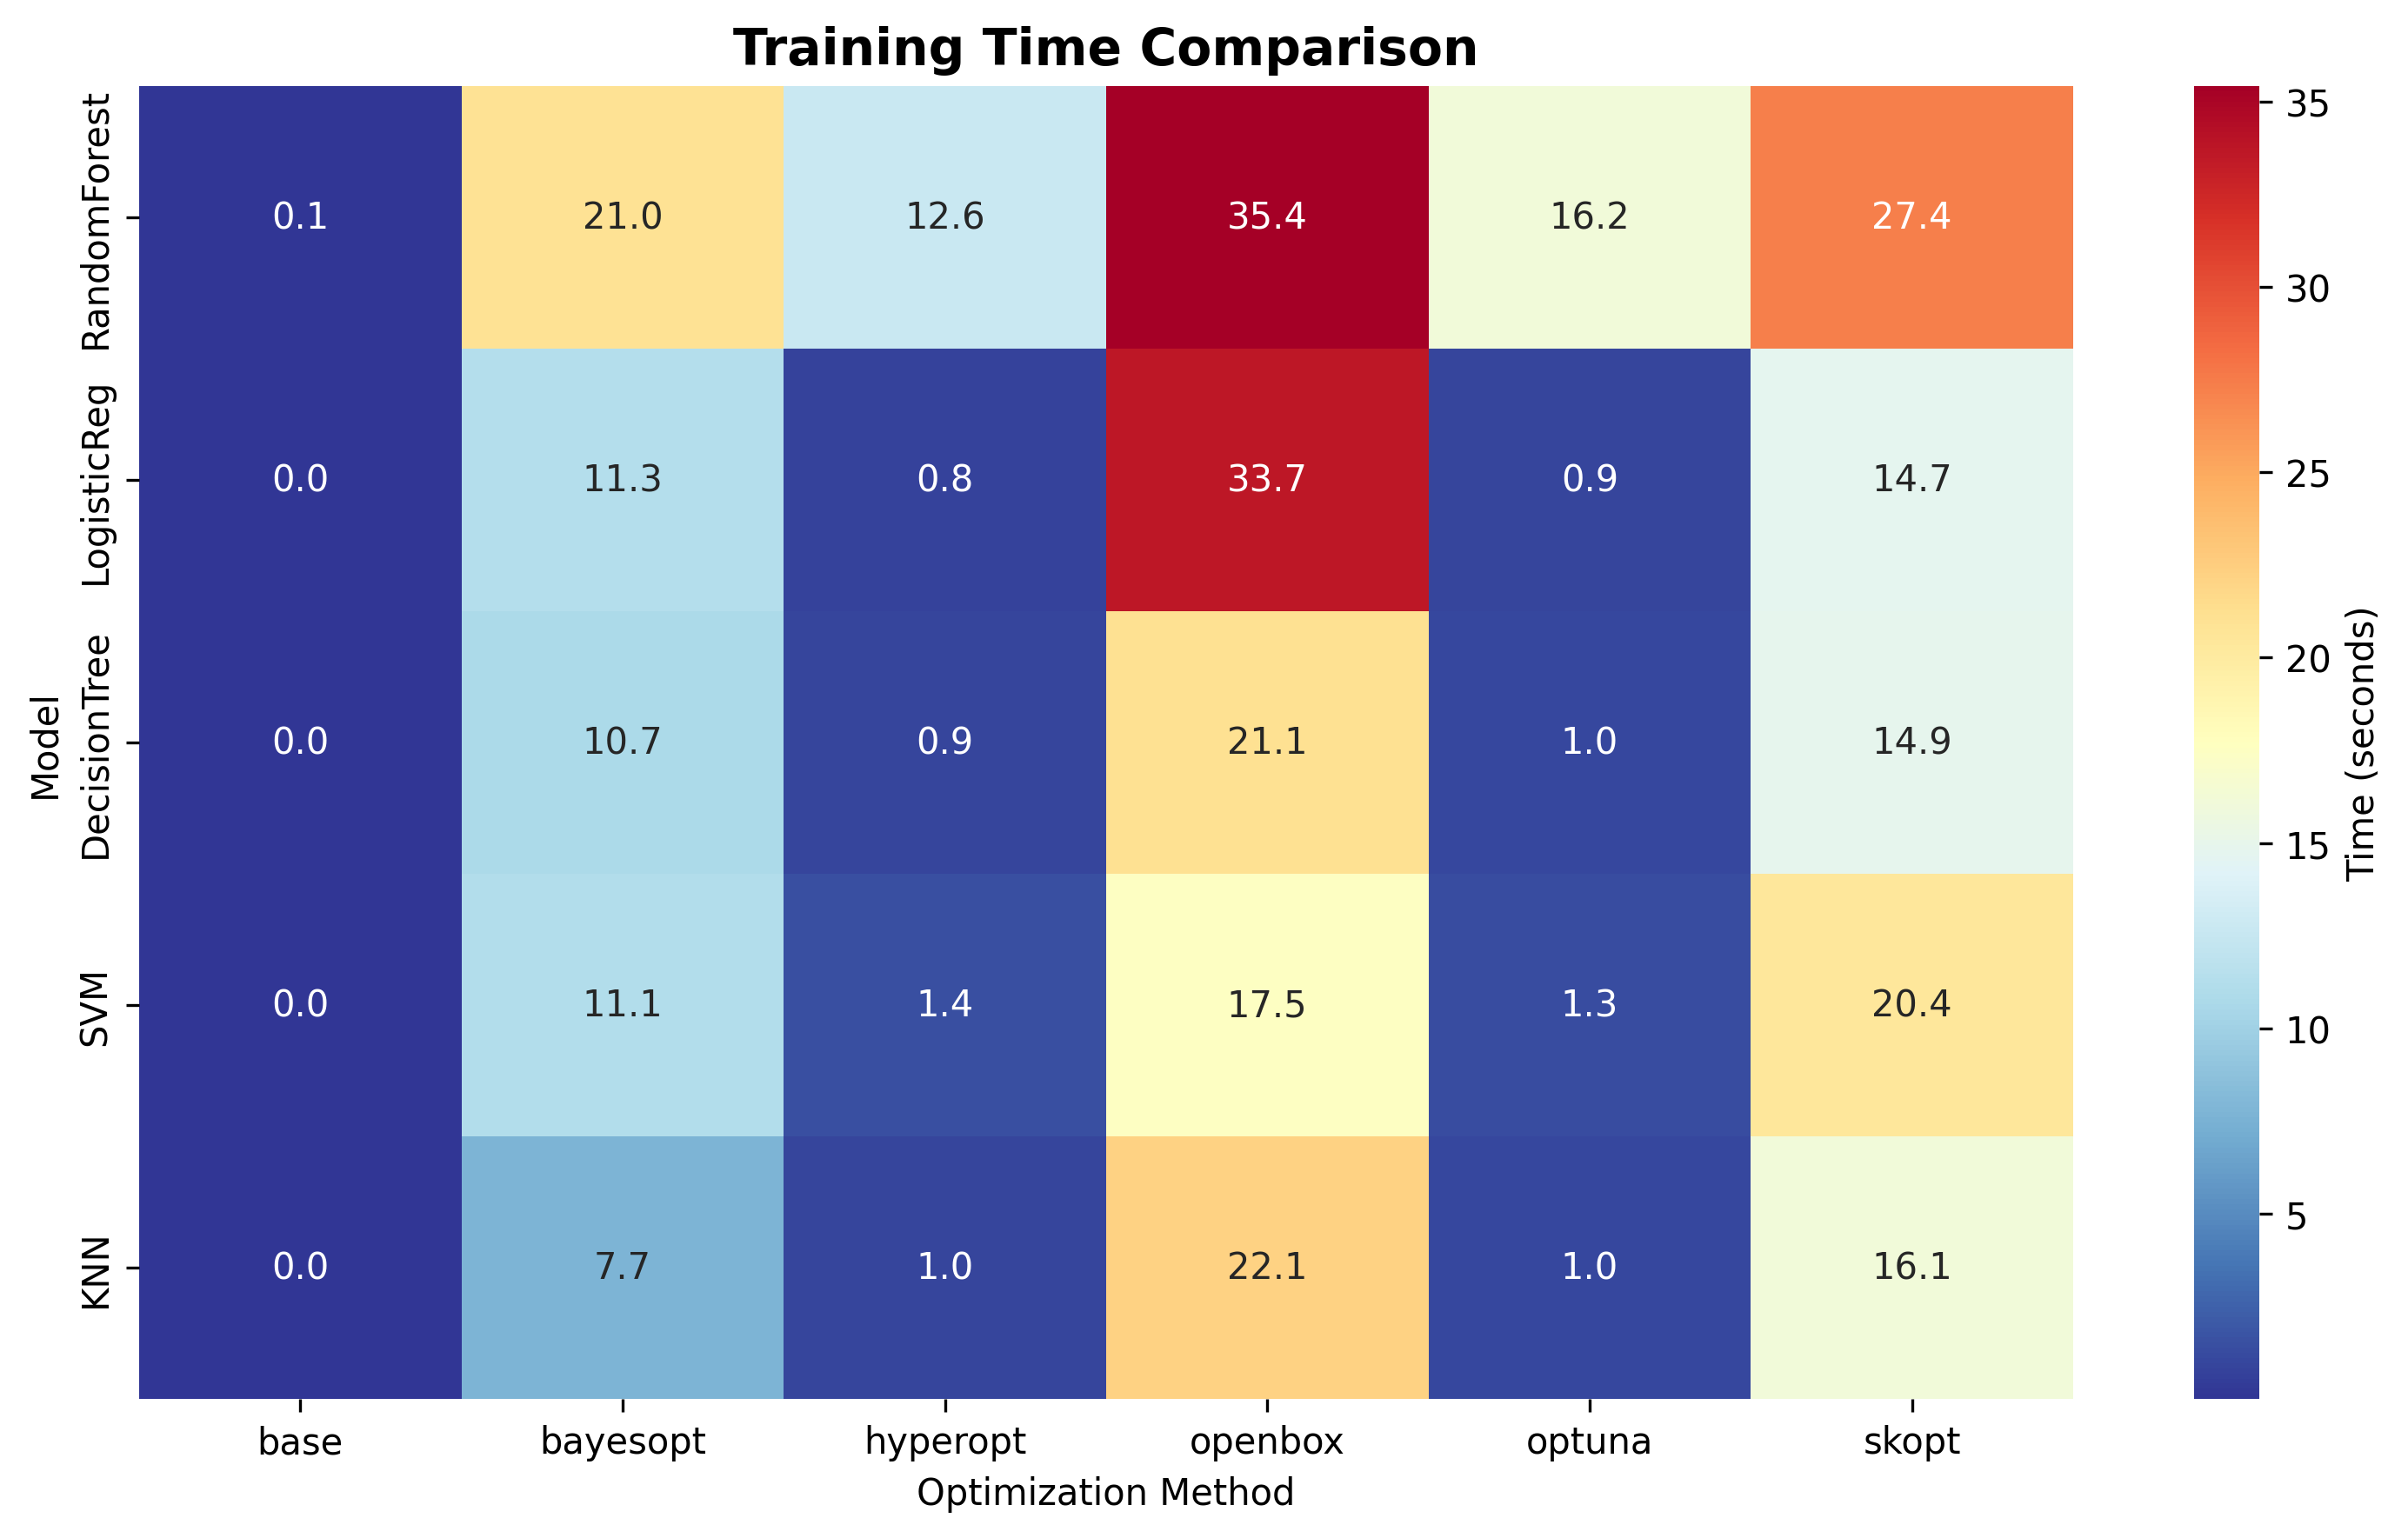 Training Time Comparison
Model
RandomForest
0.1 21.0 12.6 35.4 16.2 27.4
LogisticReg
0.0 11.3 0.8 33.7 0.9 14.7
DecisionTree
0.0 10.7 0.9 21.1 1.0 14.9
SVM
0.0 11.1 1.4 17.5 1.3 20.4
KNN
0.0 7.7 1.0 22.1 1.0 16.1
base bayesopt hyperopt openbox optuna skopt
Optimization Method
35
30
25
20
15
10
5
Time (seconds)